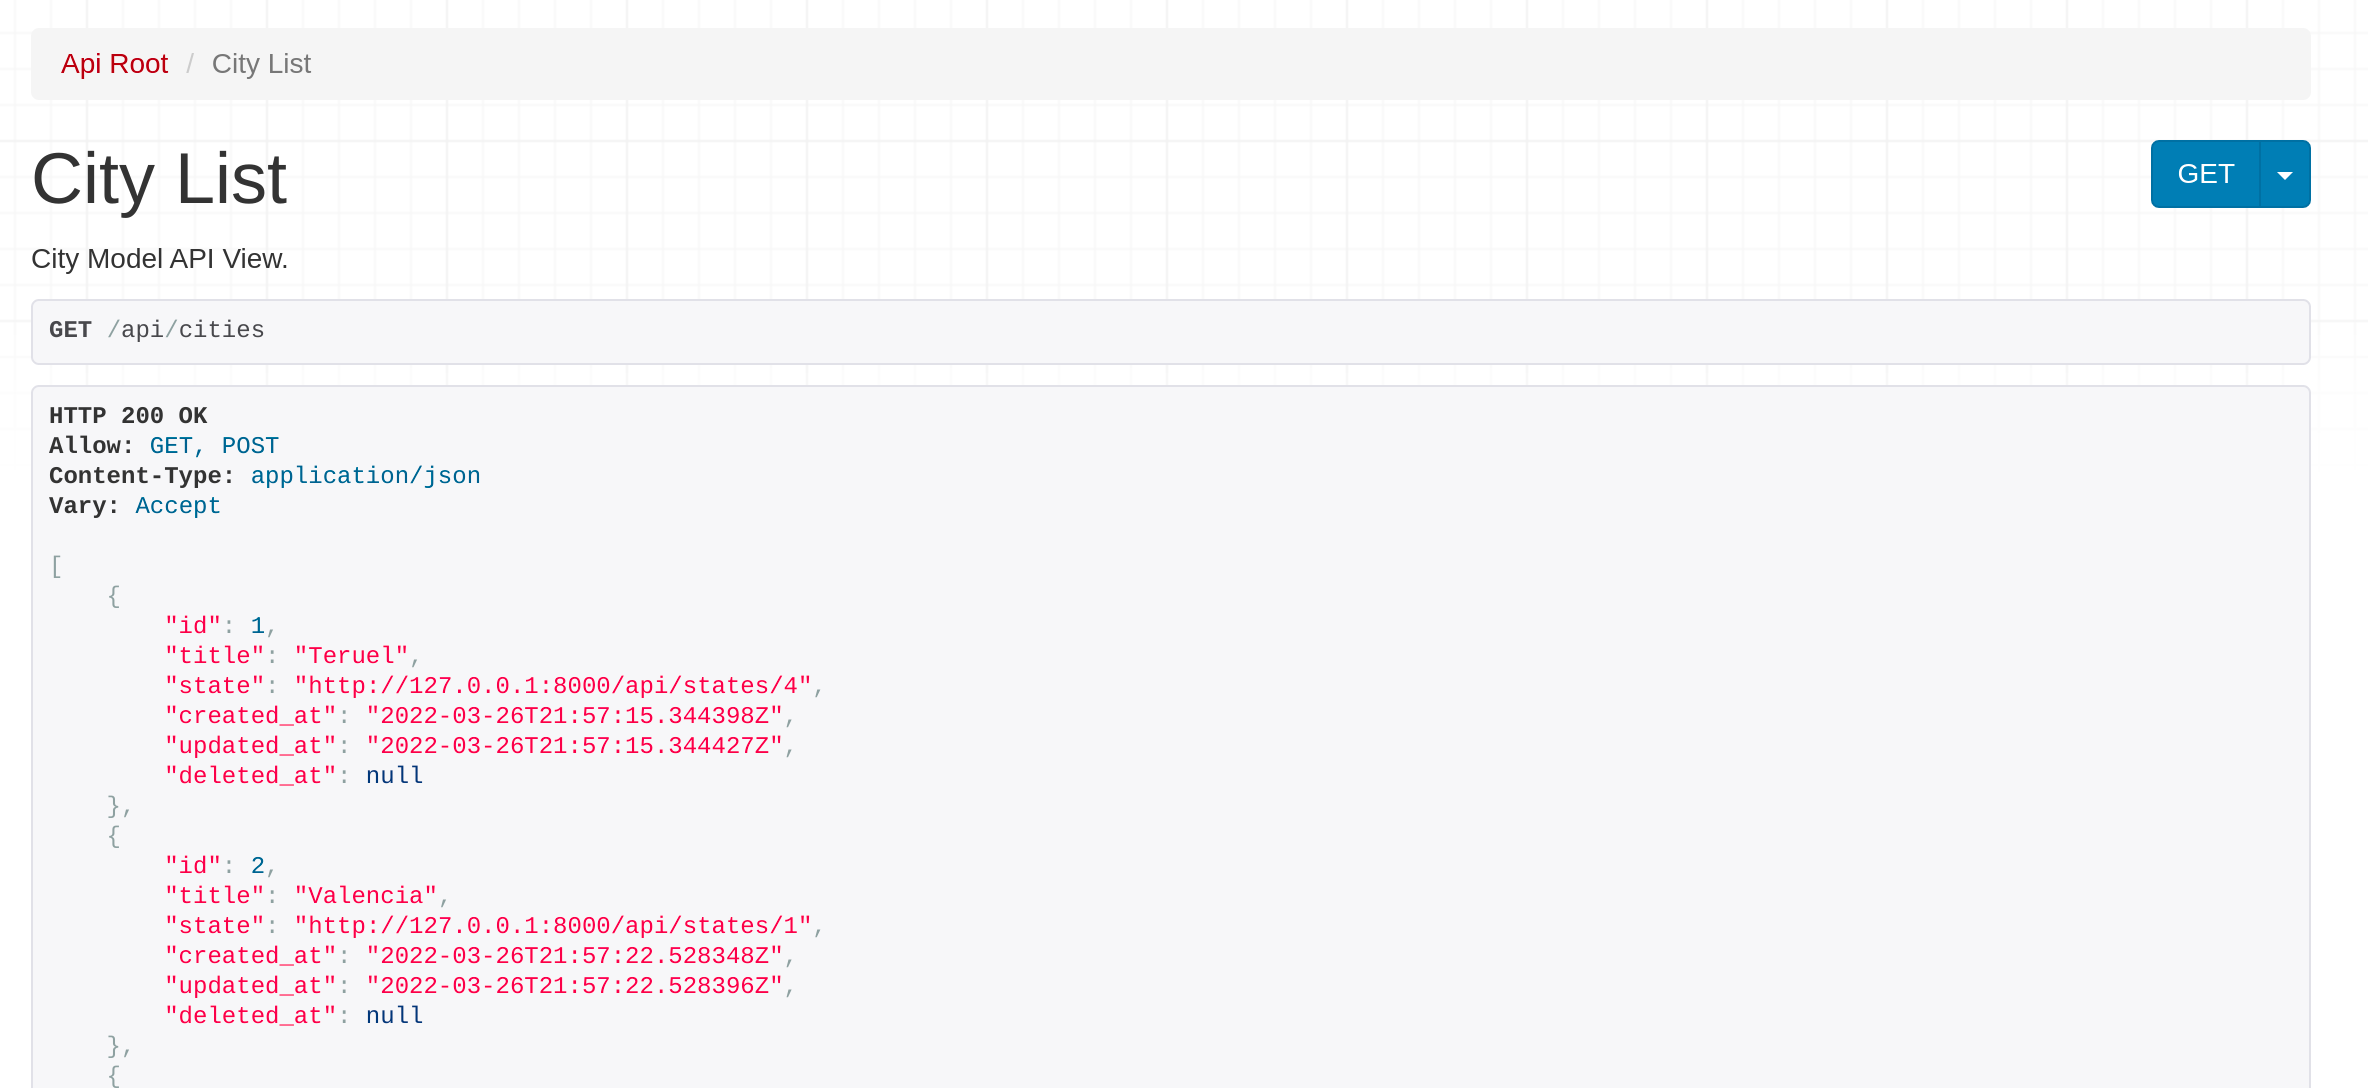 Api Root / City List
City List
GET
City Model API View.
GET /api/cities
HTTP 200 OK
Allow: GET, POST
Content-Type: application/json
Vary: Accept
[
    {
        "id": 1,
        "title": "Teruel",
        "state": "http://127.0.0.1:8000/api/states/4",
        "created_at": "2022-03-26T21:57:15.344398Z",
        "updated_at": "2022-03-26T21:57:15.344427Z",
        "deleted_at": null
    },
    {
        "id": 2,
        "title": "Valencia",
        "state": "http://127.0.0.1:8000/api/states/1",
        "created_at": "2022-03-26T21:57:22.528348Z",
        "updated_at": "2022-03-26T21:57:22.528396Z",
        "deleted_at": null
    },
    {